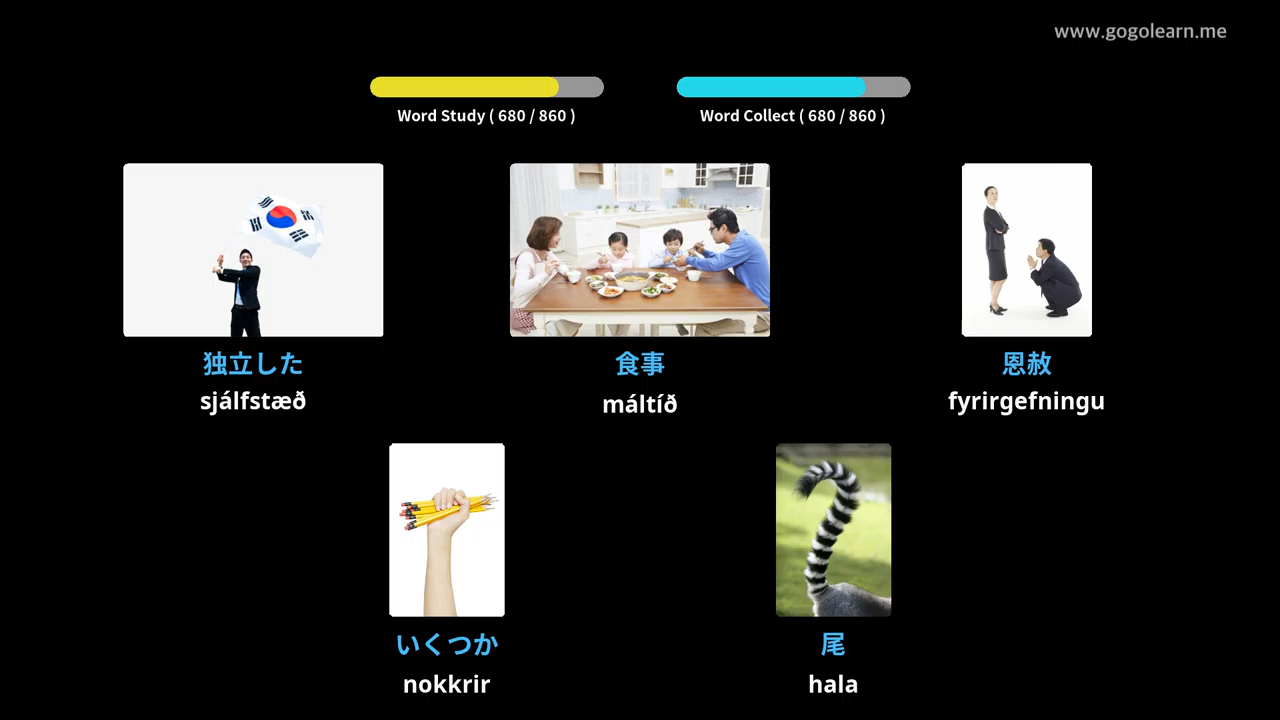 www.gogolearn.me
Word Study ( 680 / 860 )
Word Collect ( 680 / 860 )
独立した
sjálfstæð
食事
máltíð
恩赦
fyrirgefningu
いくつか
nokkrir
尾
hala